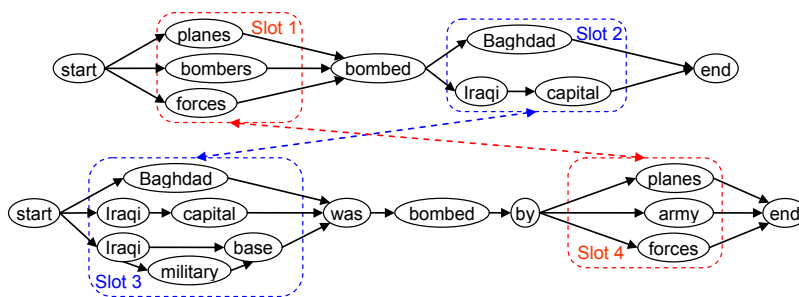 planes Slot 1 Baghdad Slot 2
start bombers bombed end
forces Iraqi capital
Baghdad planes
start Iraqi capital was bombed by army end
Iraqi base forces
military
Slot 3 Slot 4